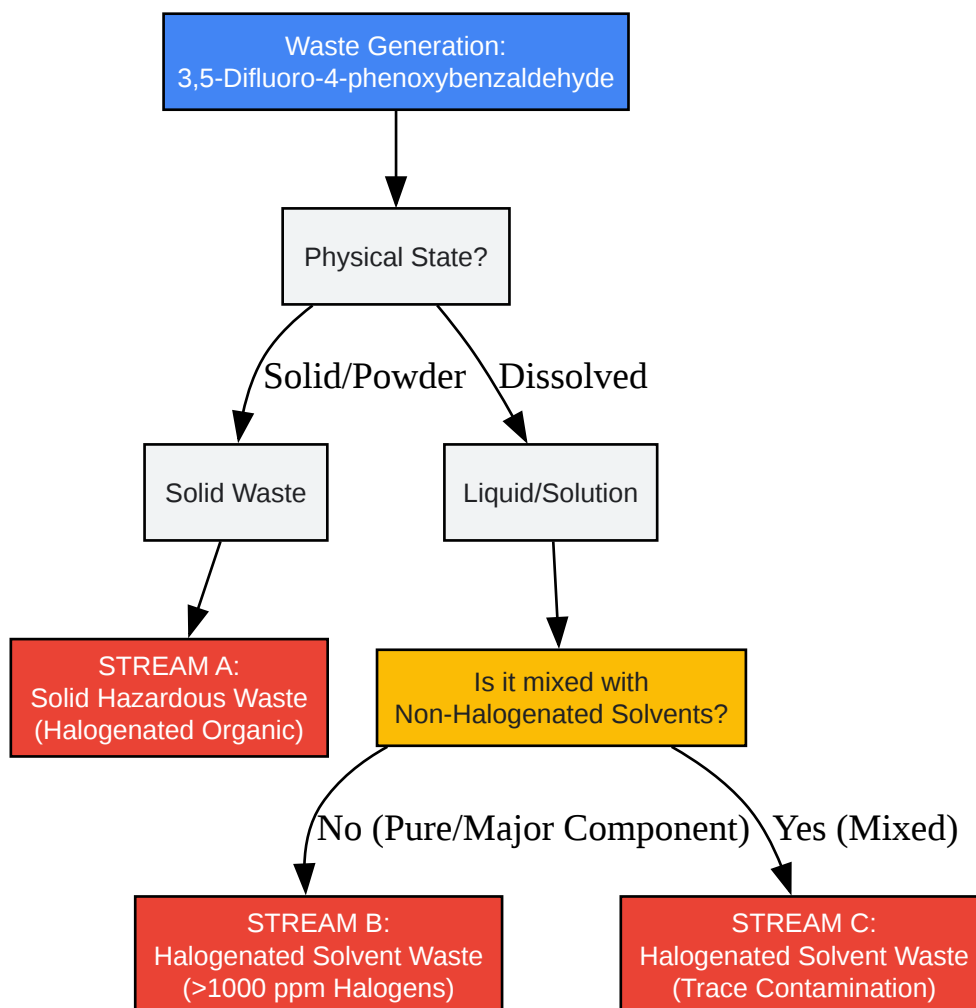 Waste Generation:
3,5-Difluoro-4-phenoxybenzaldehyde
Physical State?
Solid/Powder
Dissolved
Solid Waste
Liquid/Solution
STREAM A:
Solid Hazardous Waste
(Halogenated Organic)
Is it mixed with
Non-Halogenated Solvents?
No (Pure/Major Component)
Yes (Mixed)
STREAM B:
Halogenated Solvent Waste
(>1000 ppm Halogens)
STREAM C:
Halogenated Solvent Waste
(Trace Contamination)